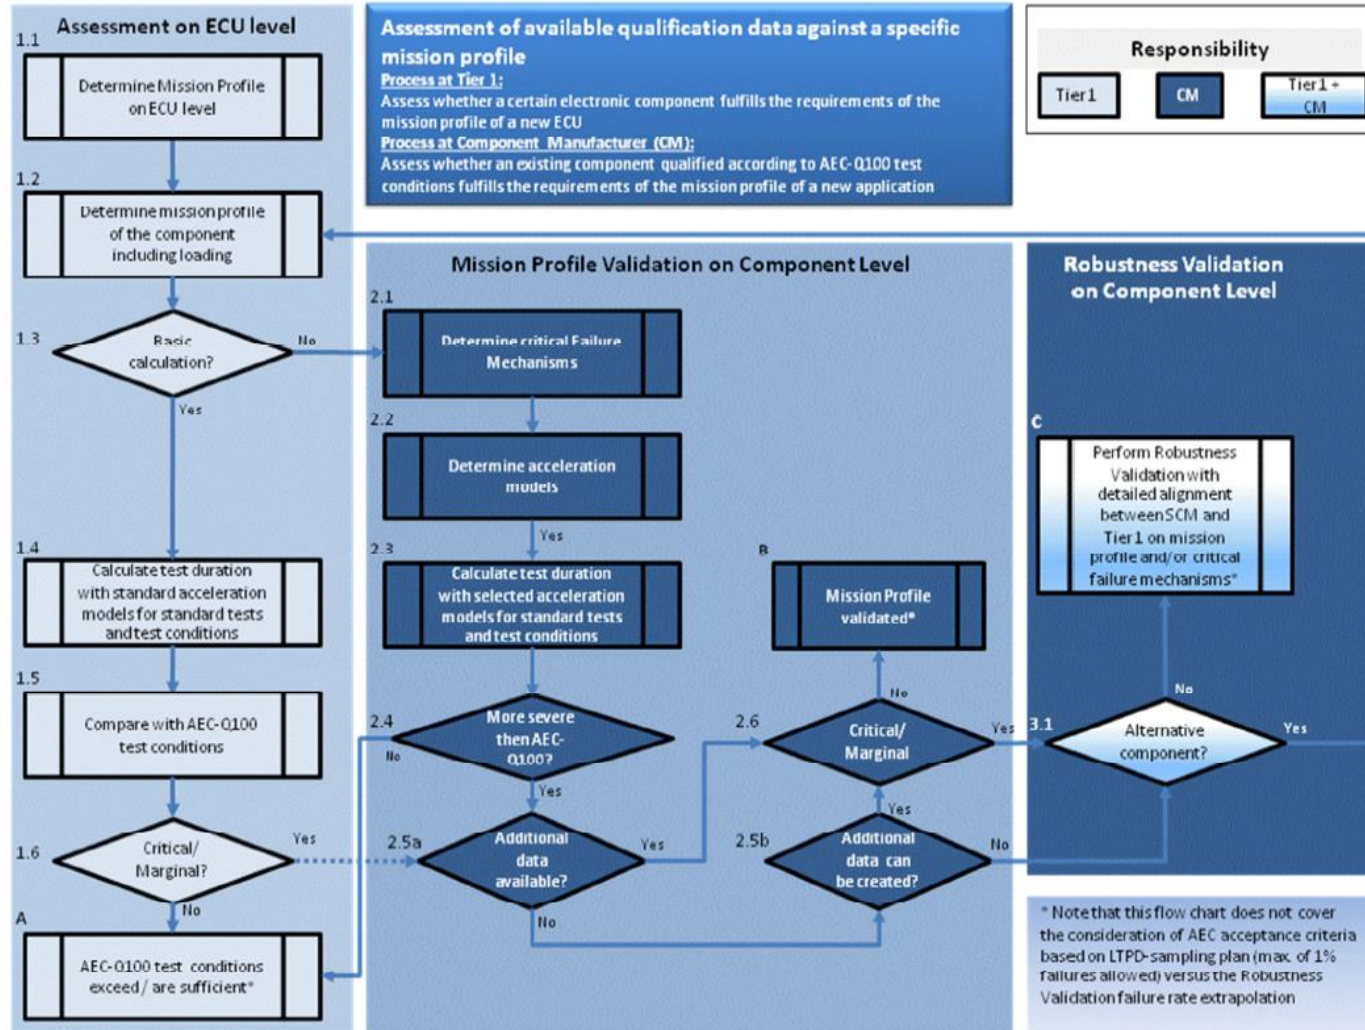 Assessment on ECU level
1.1
Determine Mission Profile
on ECU level
1.2
Determine mission profile
of the component
including loading
1.3
Basic
calculation?
No
Yes
1.4
Calculate test duration
with standard acceleration
models for standard tests
and test conditions
1.5
Compare with AEC-Q100
test conditions
1.6
Critical/
Marginal?
Yes
No
A
AEC-Q100 test conditions
exceed / are sufficient*
Assessment of available qualification data against a specific
mission profile
Process at Tier 1:
Assess whether a certain electronic component fulfills the requirements of the
mission profile of a new ECU
Process at Component Manufacturer (CM):
Assess whether an existing component qualified according to AEC-Q100 test
conditions fulfills the requirements of the mission profile of a new application
Responsibility
Tier1
CM
Tier1 +
CM
Mission Profile Validation on Component Level
2.1
Determine critical Failure
Mechanisms
2.2
Determine acceleration
models
Yes
2.3
Calculate test duration
with selected acceleration
models for standard tests
and test conditions
2.4
More severe
then AEC-
Q100?
No
Yes
2.5a
Additional
data
available?
Yes
No
B
Mission Profile
validated*
No
2.6
Critical/
Marginal
Yes
Yes
2.5b
Additional
data can
be created?
No
Robustness Validation
on Component Level
C
Perform Robustness
Validation with
detailed alignment
between SCM and
Tier1 on mission
profile and/or critical
failure mechanisms*
No
3.1
Alternative
component?
Yes
* Note that this flow chart does not cover
the consideration of AEC acceptance criteria
based on LTPD-sampling plan (max. of 1%
failures allowed) versus the Robustness
Validation failure rate extrapolation